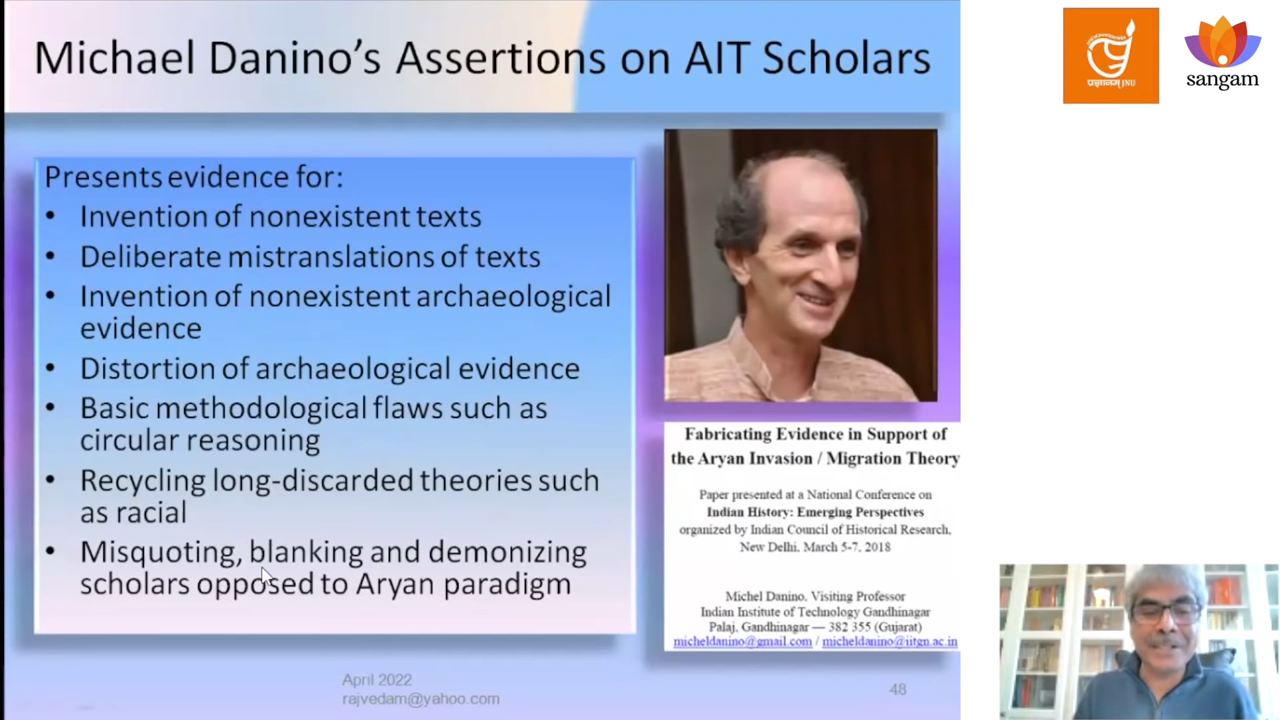 Michael Danino’s Assertions on AIT Scholars
Presents evidence for:
• Invention of nonexistent texts
• Deliberate mistranslations of texts
• Invention of nonexistent archaeological
evidence
• Distortion of archaeological evidence
• Basic methodological flaws such as
circular reasoning
• Recycling long-discarded theories such
as racial
• Misquoting, blanking and demonizing
scholars opposed to Aryan paradigm
Fabricating Evidence in Support of
the Aryan Invasion / Migration Theory
Paper presented at a National Conference on
Indian History: Emerging Perspectives
organized by Indian Council of Historical Research,
New Delhi, March 5-7, 2018
Michel Danino, Visiting Professor
Indian Institute of Technology Gandhinagar
Palaj, Gandhinagar — 382 355 (Gujarat)
micheldanino@gmail.com / micheldanino@iitgn.ac.in
April 2022
rajvedam@yahoo.com
48
JNU
sangam